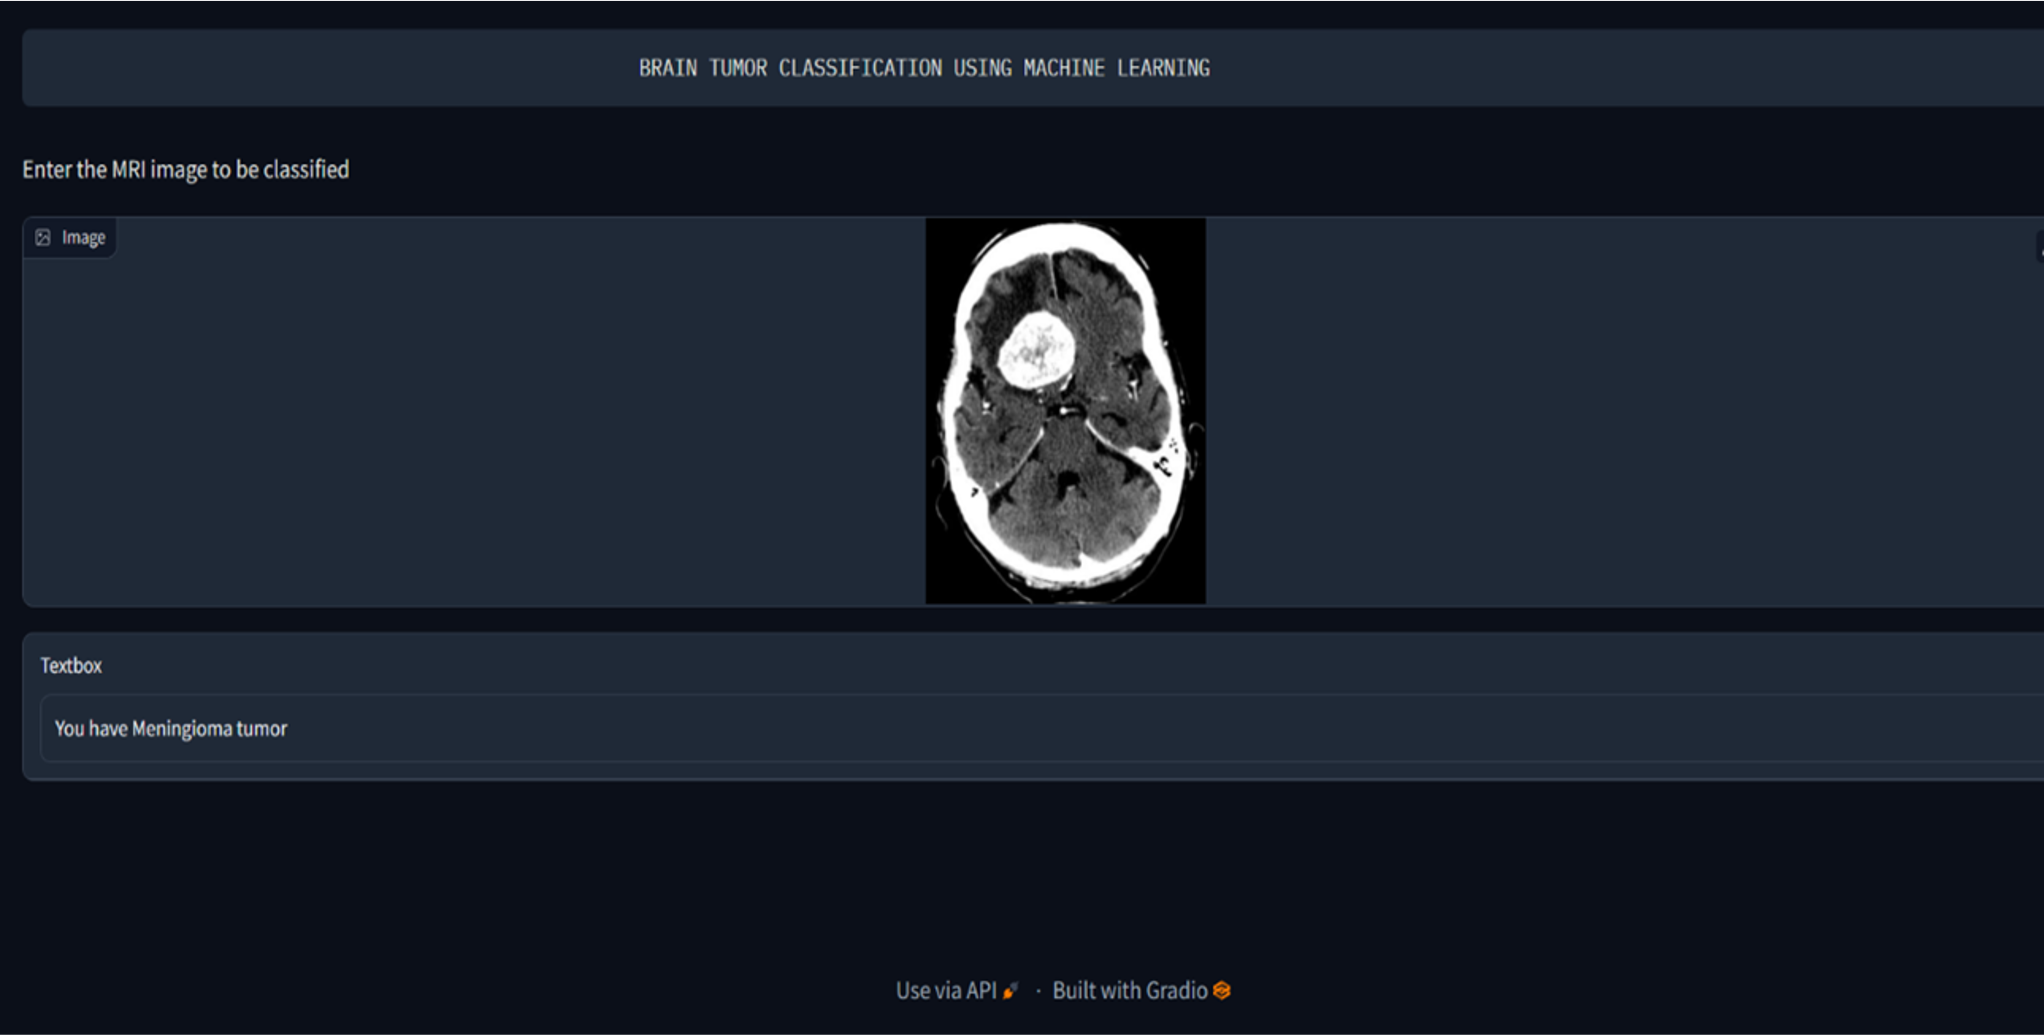 BRAIN TUMOR CLASSIFICATION USING MACHINE LEARNING
Enter the MRI image to be classified
Image
Textbox
You have Meningioma tumor
Use via API · Built with Gradio